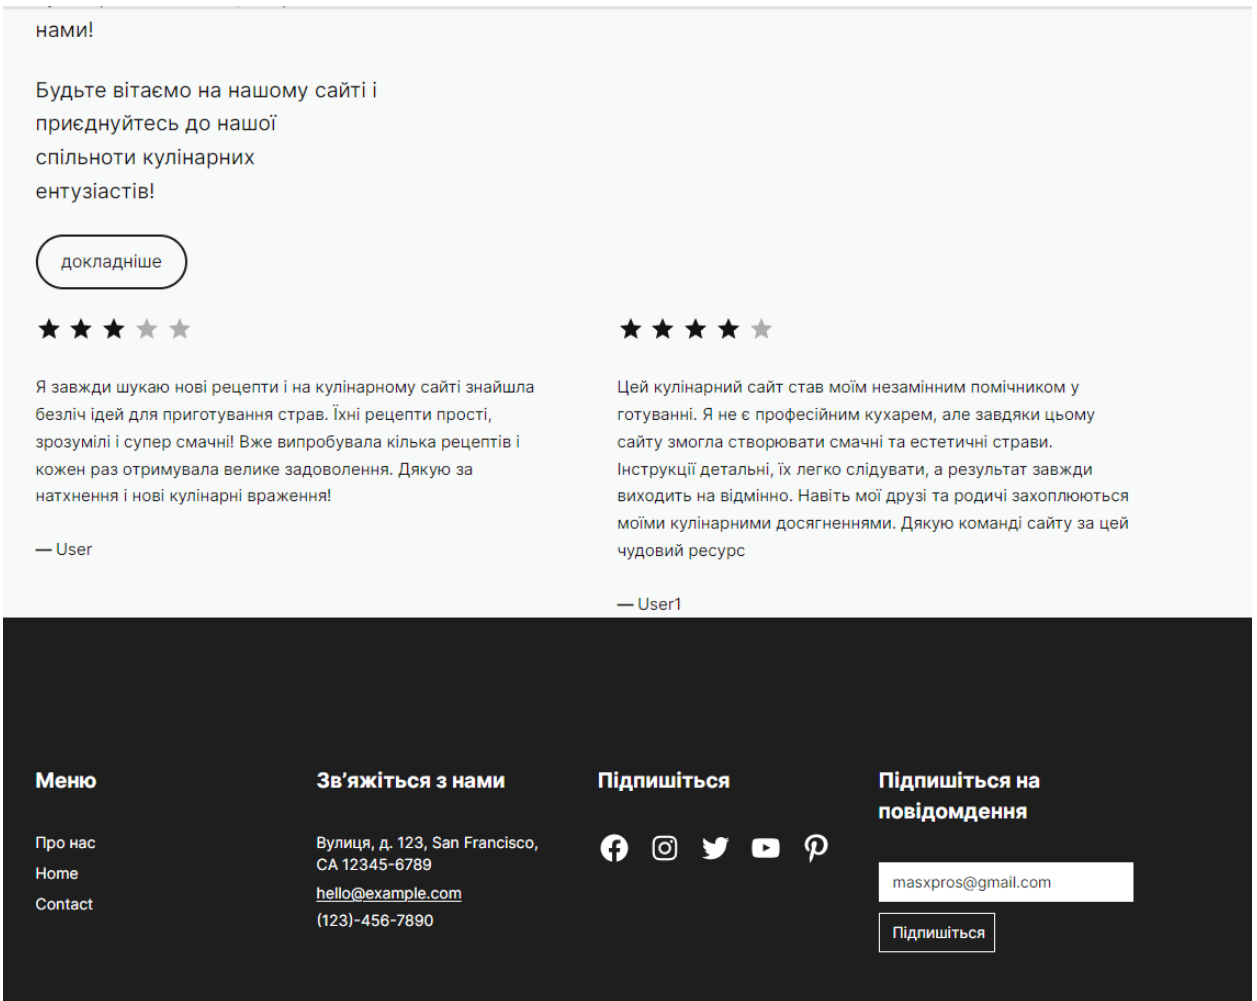 нами!
Будьте вітаємо на нашому сайті і
приєднуйтесь до нашої
спільноти кулінарних
ентузіастів!
докладніше
Я завжди шукаю нові рецепти і на кулінарному сайті знайшла
безліч ідей для приготування страв. Їхні рецепти прості,
зрозумілі і супер смачні! Вже випробувала кілька рецептів і
кожен раз отримувала велике задоволення. Дякую за
натхнення і нові кулінарні враження!
— User
Цей кулінарний сайт став моїм незамінним помічником у
готуванні. Я не є професійним кухарем, але завдяки цьому
сайту змогла створювати смачні та естетичні страви.
Інструкції детальні, їх легко слідувати, а результат завжди
виходить на відмінно. Навіть мої друзі та родичі захоплюються
моїми кулінарними досягненнями. Дякую команді сайту за цей
чудовий ресурс
— User1
Меню
Про нас
Home
Contact
Зв’яжіться з нами
Вулиця, д. 123, San Francisco,
CA 12345-6789
hello@example.com
(123)-456-7890
Підпишіться
Підпишіться на
повідомдення
masxpros@gmail.com
Підпишіться